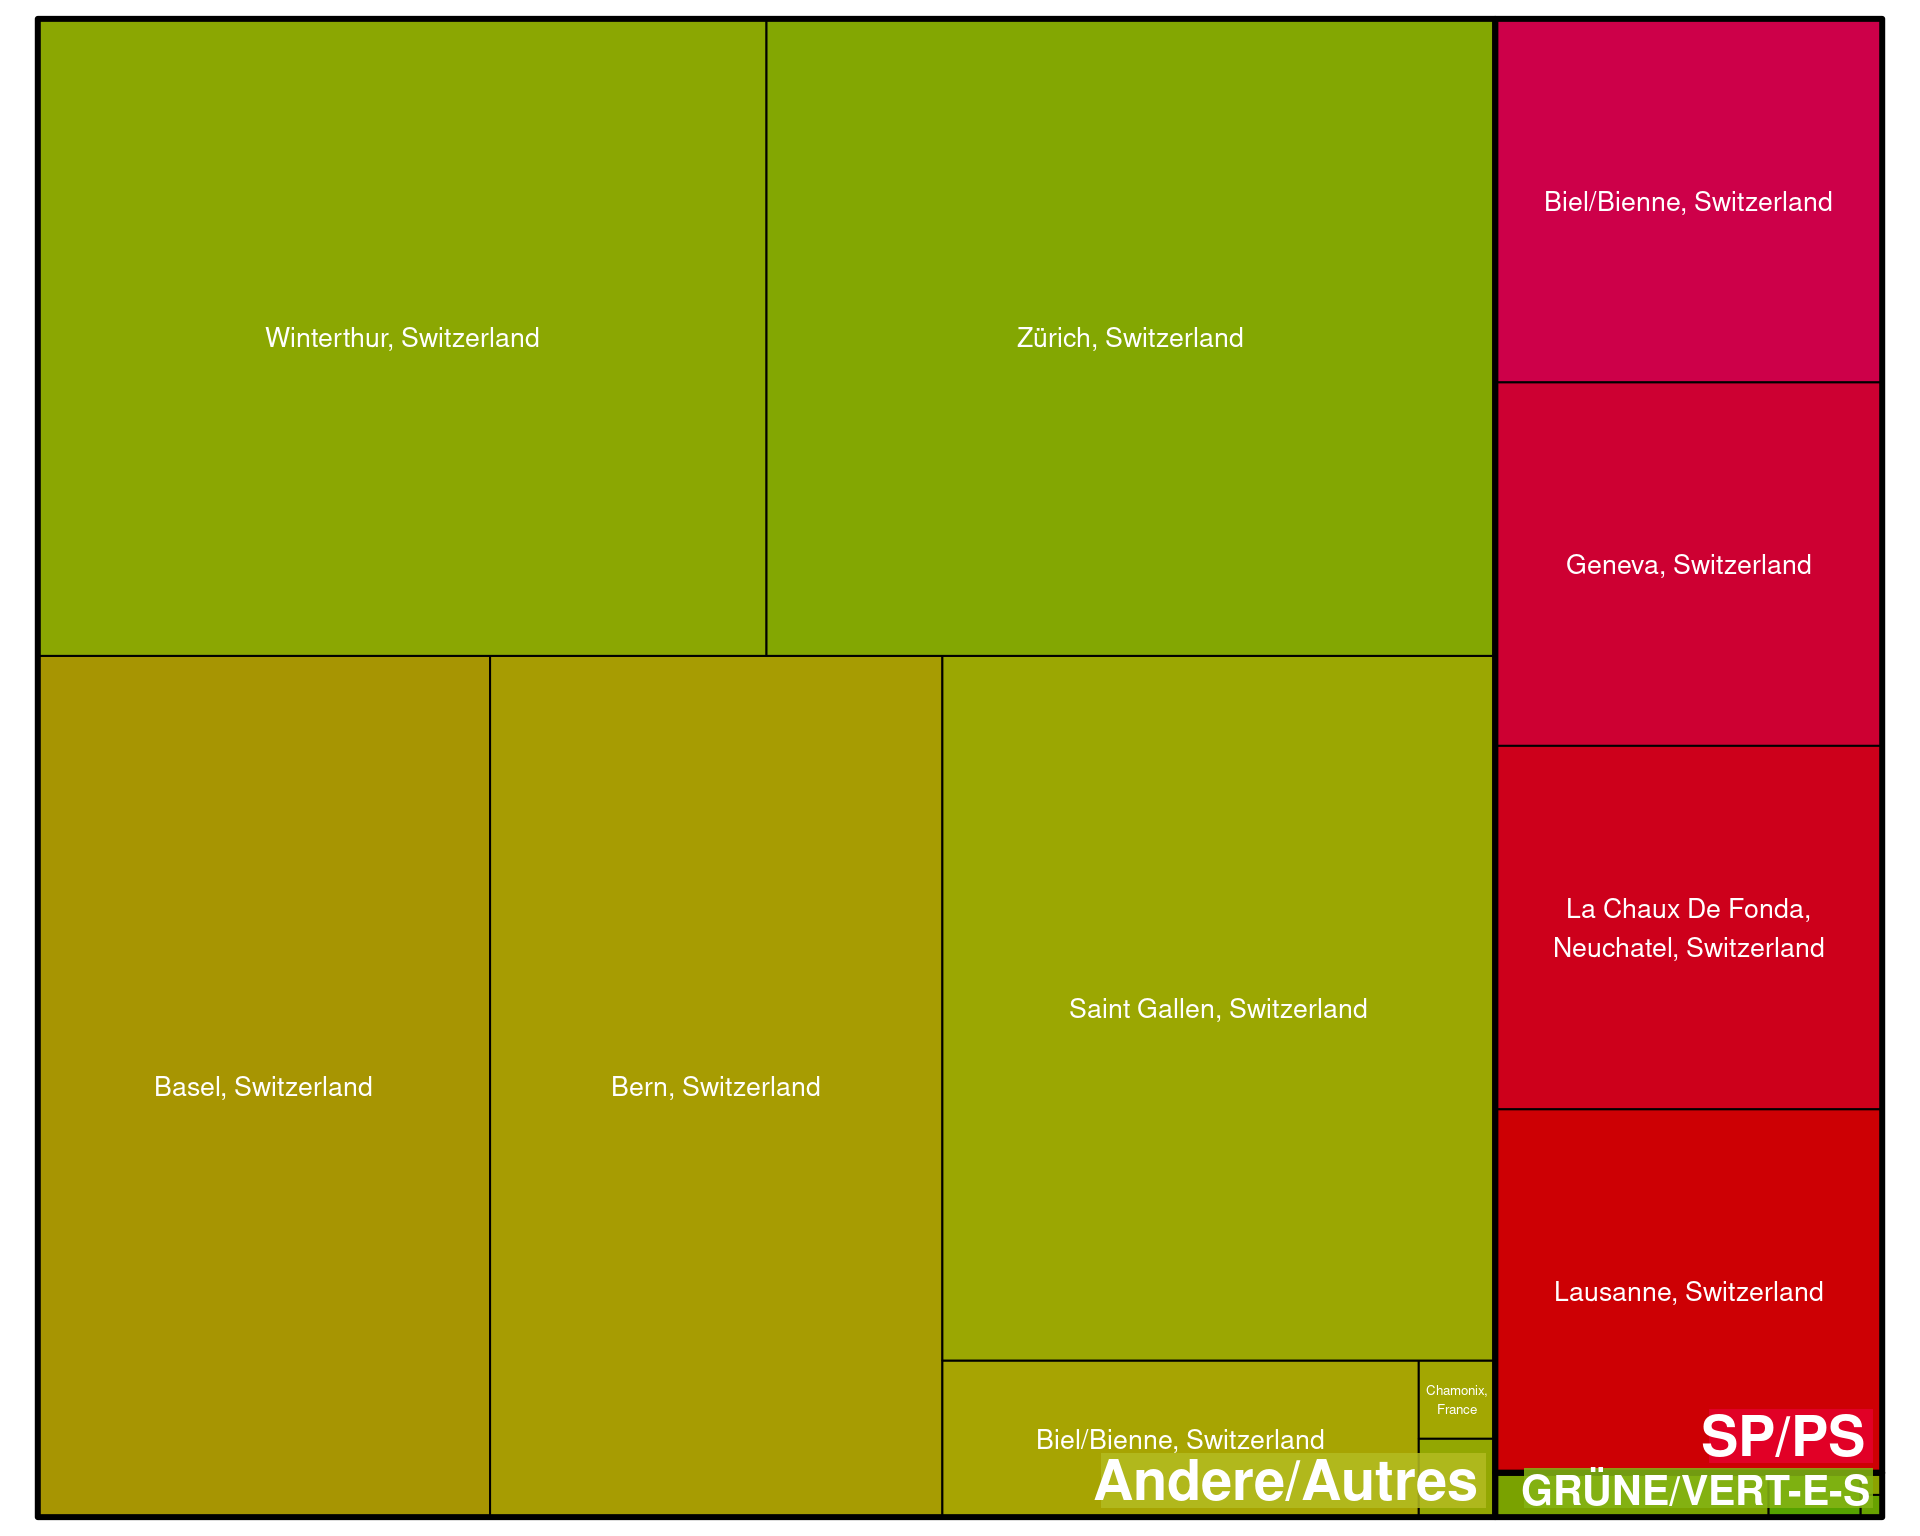 Winterthur, Switzerland
Zürich, Switzerland
Basel, Switzerland
Bern, Switzerland
Saint Gallen, Switzerland
Biel/Bienne, Switzerland
Chamonix,
France
Andere/Autres
Biel/Bienne, Switzerland
Geneva, Switzerland
La Chaux De Fonda,
Neuchatel, Switzerland
Lausanne, Switzerland
SP/PS
GRÜNE/VERT-E-S